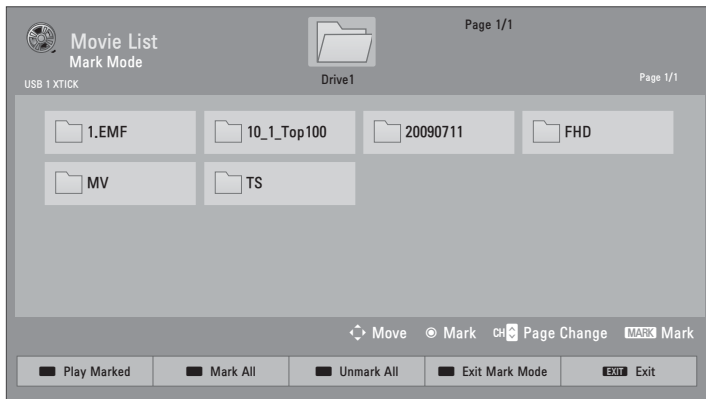 Movie List
Page 1/1
Mark Mode
Drive1
USB 1 XTICK
Page 1/1
1.EMF
10_1_Top100
20090711
FHD
MV
TS
Move Mark CH Page Change MARK Mark
Play Marked Mark All Unmark All Exit Mark Mode EXIT Exit